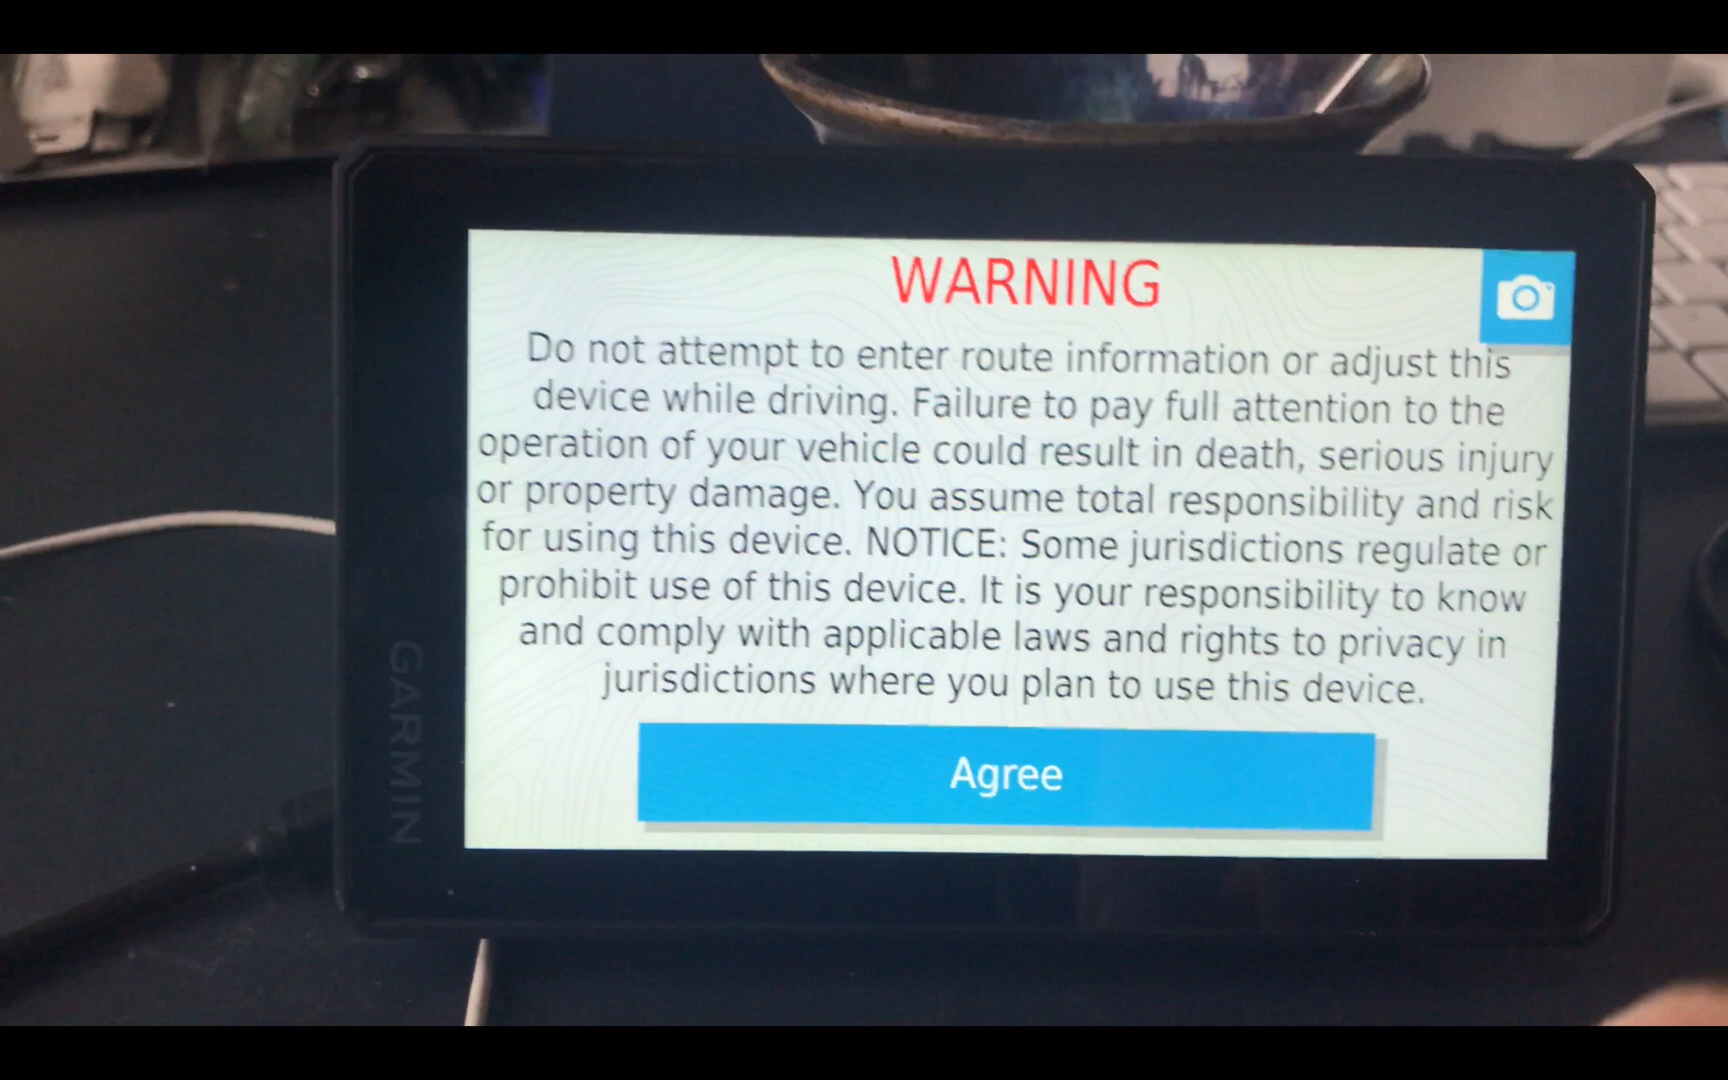 WARNING
Do not attempt to enter route information or adjust this
device while driving. Failure to pay full attention to the
operation of your vehicle could result in death, serious injury
or property damage. You assume total responsibility and risk
for using this device. NOTICE: Some jurisdictions regulate or
prohibit use of this device. It is your responsibility to know
and comply with applicable laws and rights to privacy in
jurisdictions where you plan to use this device.
Agree
GARMIN